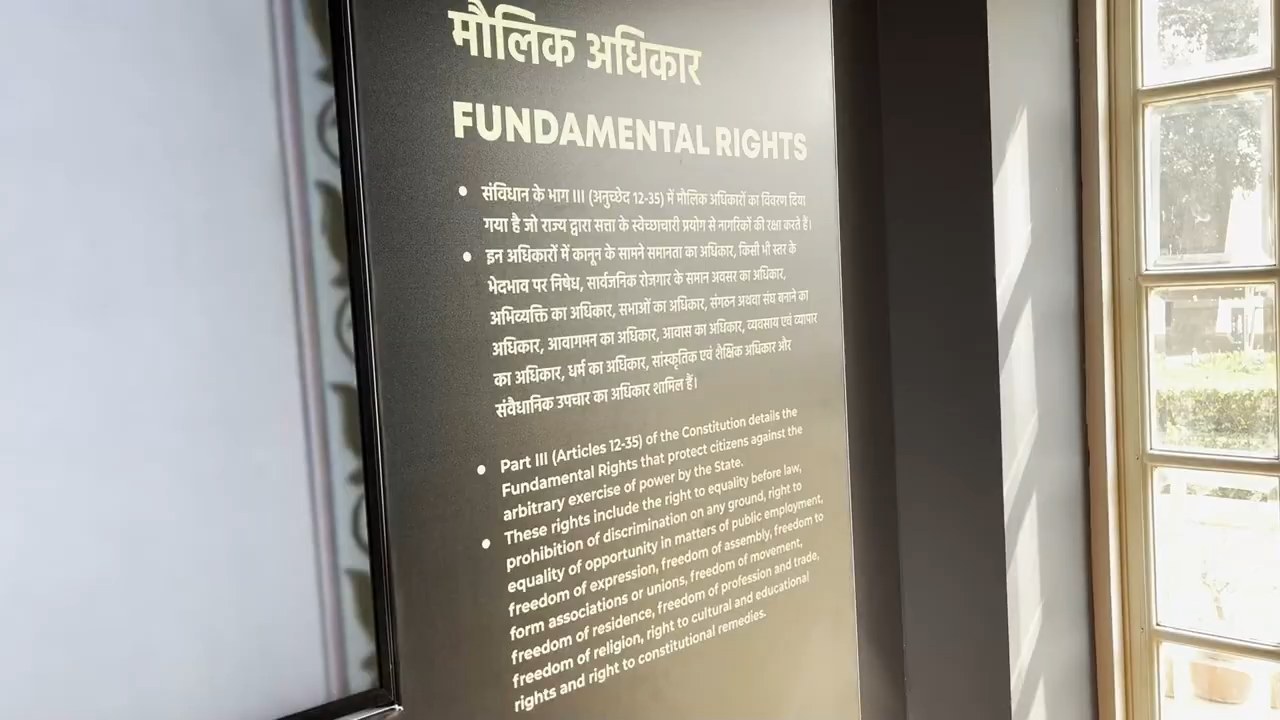 मौलिक अधिकार
FUNDAMENTAL RIGHTS
• संविधान के भाग III (अनुच्छेद 12-35) में मौलिक अधिकारों का विवरण दिया
गया है जो राज्य द्वारा सत्ता के स्वेच्छाचारी प्रयोग से नागरिकों की रक्षा करते हैं।
• इन अधिकारों में कानून के सामने समानता का अधिकार, किसी भी स्तर के
भेदभाव पर निषेध, सार्वजनिक रोजगार के समान अवसर का अधिकार,
अभिव्यक्ति का अधिकार, सभाओं का अधिकार, संगठन अथवा संघ बनाने का
अधिकार, आवागमन का अधिकार, आवास का अधिकार, व्यवसाय एवं व्यापार
का अधिकार, धर्म का अधिकार, सांस्कृतिक एवं शैक्षिक अधिकार और
संवैधानिक उपचार का अधिकार शामिल हैं।
• Part III (Articles 12-35) of the Constitution details the
Fundamental Rights that protect citizens against the
arbitrary exercise of power by the State.
• These rights include the right to equality before law,
prohibition of discrimination on any ground, right to
equality of opportunity in matters of public employment,
freedom of expression, freedom of assembly, freedom to
form associations or unions, freedom of movement,
freedom of residence, freedom of profession and trade,
freedom of religion, right to cultural and educational
rights and right to constitutional remedies.